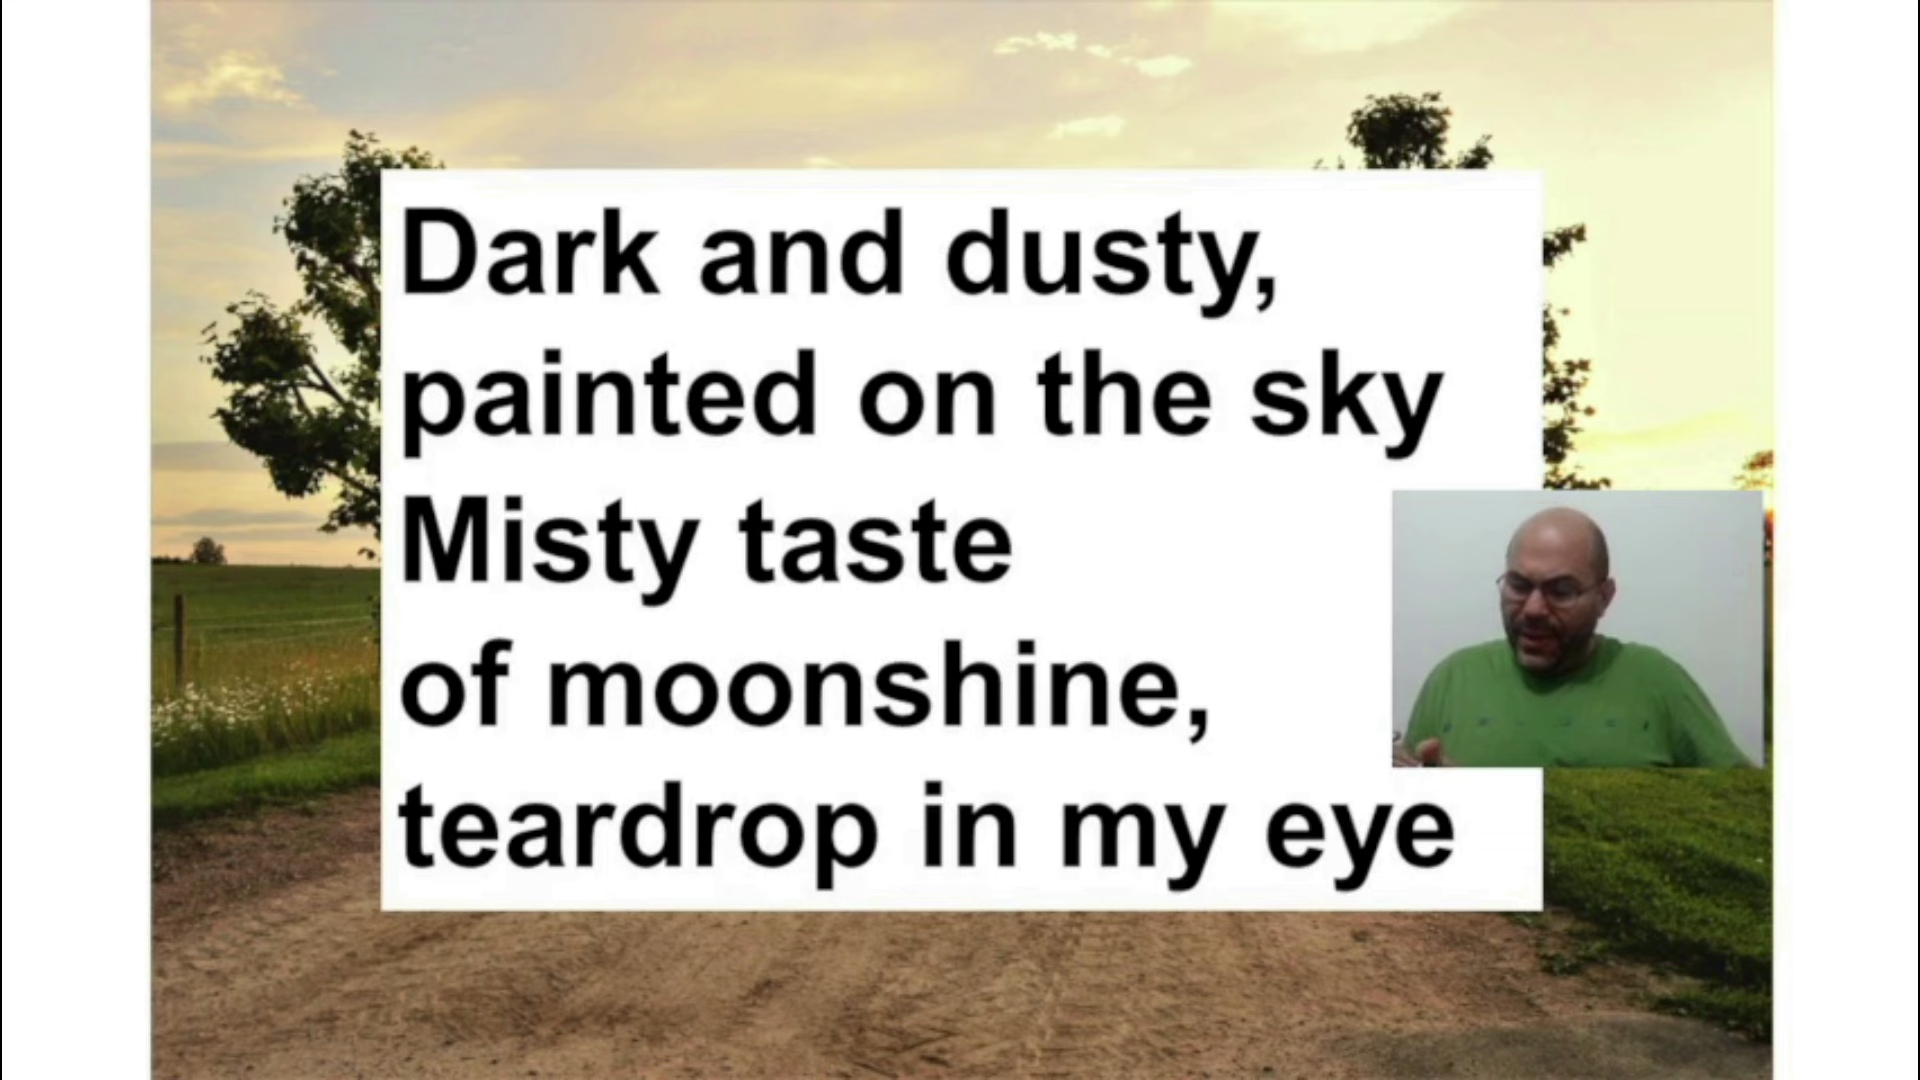 Dark and dusty,
painted on the sky
Misty taste
of moonshine,
teardrop in my eye